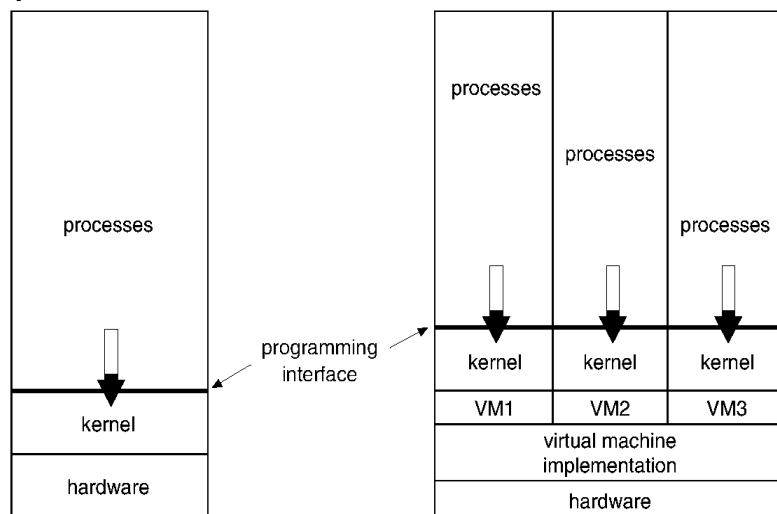 processes
kernel
hardware
programming
interface
processes
processes
processes
kernel
kernel
kernel
VM1
VM2
VM3
virtual machine
implementation
hardware